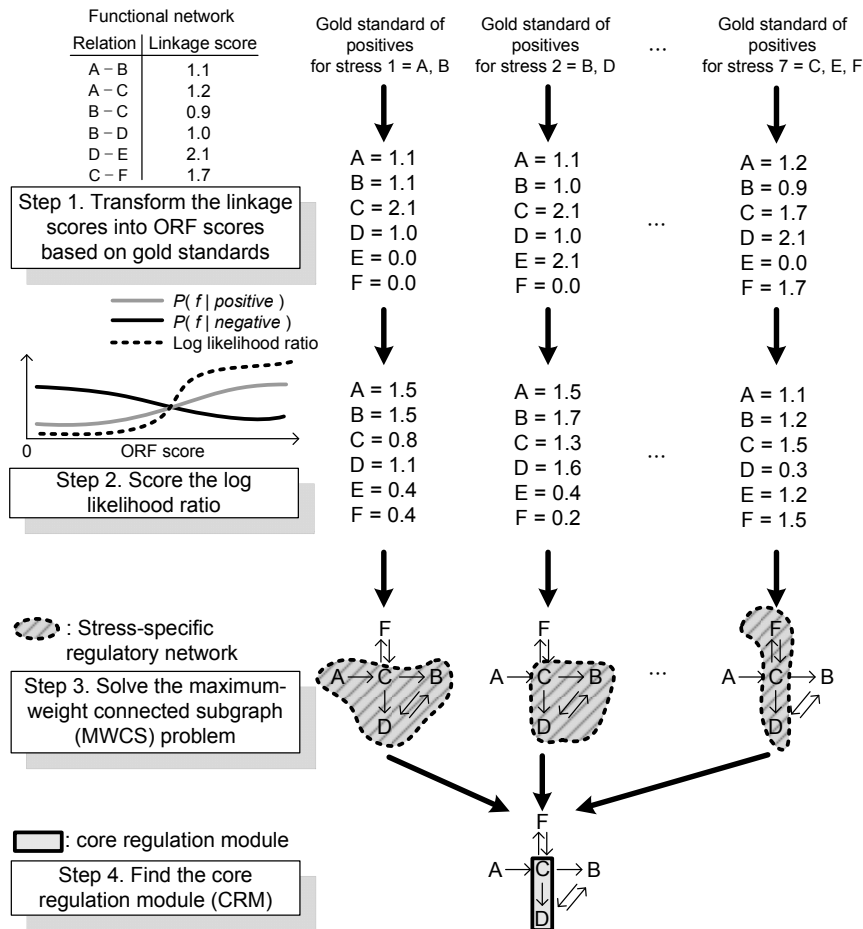 Functional network
Relation Linkage score
A – B 1.1
A – C 1.2
B – C 0.9
B – D 1.0
D – E 2.1
C – F 1.7
Step 1. Transform the linkage
scores into ORF scores
based on gold standards
Gold standard of
positives
for stress 1 = A, B
Gold standard of
positives
for stress 2 = B, D
...
Gold standard of
positives
for stress 7 = C, E, F
A = 1.1
B = 1.1
C = 2.1
D = 1.0
E = 0.0
F = 0.0
A = 1.1
B = 1.0
C = 2.1
D = 1.0
E = 2.1
F = 0.0
...
A = 1.2
B = 0.9
C = 1.7
D = 2.1
E = 0.0
F = 1.7
P( f | positive )
P( f | negative )
Log likelihood ratio
0
ORF score
Step 2. Score the log
likelihood ratio
A = 1.5
B = 1.5
C = 0.8
D = 1.1
E = 0.4
F = 0.4
A = 1.5
B = 1.7
C = 1.3
D = 1.6
E = 0.4
F = 0.2
...
A = 1.1
B = 1.2
C = 1.5
D = 0.3
E = 1.2
F = 1.5
: Stress-specific
regulatory network
Step 3. Solve the maximum-
weight connected subgraph
(MWCS) problem
F
A C B
D
F
A C B
D
...
F
A C B
D
: core regulation module
Step 4. Find the core
regulation module (CRM)
F
A C B
D